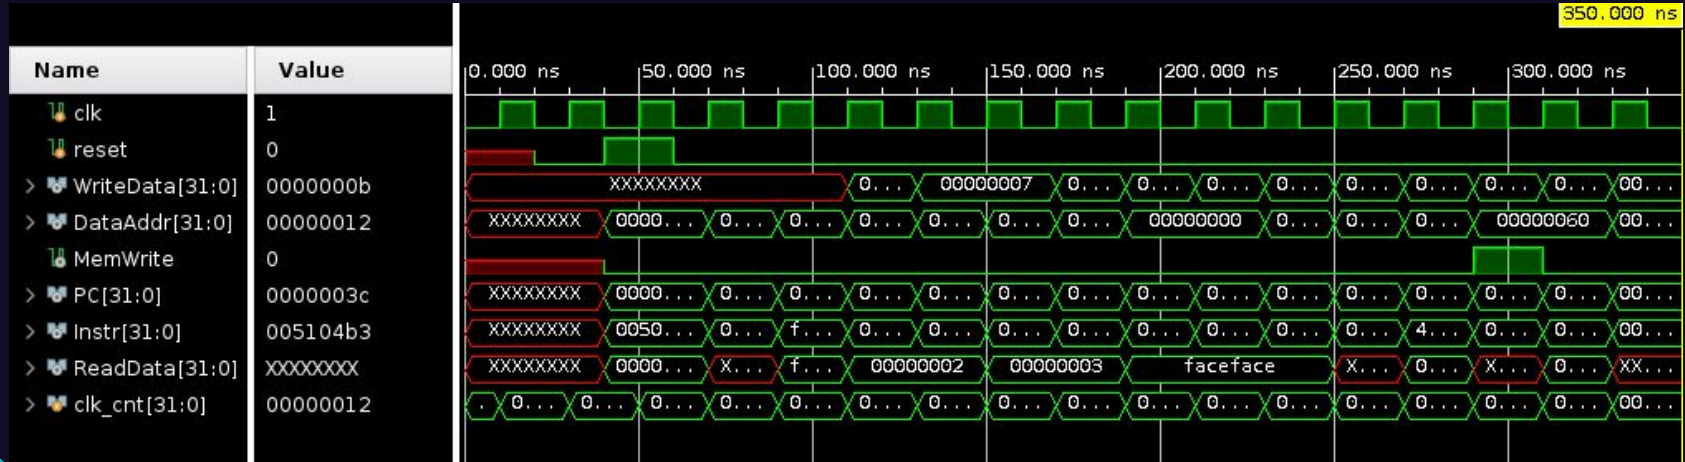 350.000 ns
Name Value 0.000 ns 50.000 ns 100.000 ns 150.000 ns 200.000 ns 250.000 ns 300.000 ns
clk 1
reset 0
WriteData[31:0] 0000000b XXXXXXXX 0... 00000007 0... 0... 0... 0... 0... 0... 0... 0... 00...
DataAddr[31:0] 00000012 XXXXXXXX 0000... 0... 0... 0... 0... 0... 0... 00000000 0... 0... 0... 00000060 00...
MemWrite 0
PC[31:0] 0000003c XXXXXXXX 0000... 0... 0... 0... 0... 0... 0... 0... 0... 0... 0... 0... 0... 0... 00...
Instr[31:0] 005104b3 XXXXXXXX 0050... 0... f... 0... 0... 0... 0... 0... 0... 0... 0... 4... 0... 0... 00...
ReadData[31:0] XXXXXXXX XXXXXXXX 0000... X... f... 00000002 00000003 faceface X... 0... X... 0... XX...
clk_cnt[31:0] 00000012 . 0... 0... 0... 0... 0... 0... 0... 0... 0... 0... 0... 0... 0... 0... 0... 0... 00...